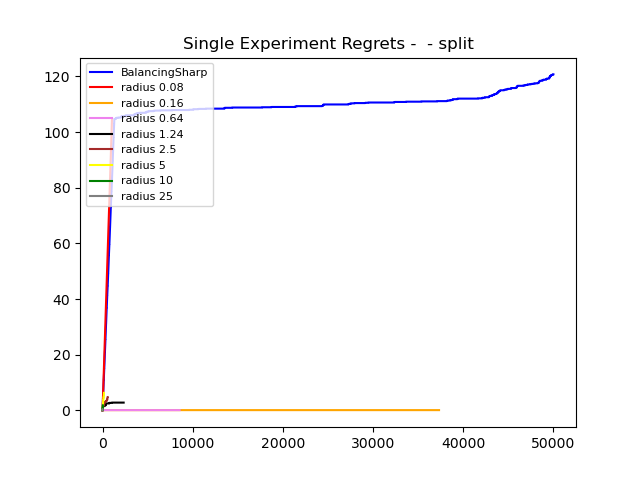 Single Experiment Regrets -  - split
120
100
80
60
40
20
0
BalancingSharp
radius 0.08
radius 0.16
radius 0.64
radius 1.24
radius 2.5
radius 5
radius 10
radius 25
0 10000 20000 30000 40000 50000